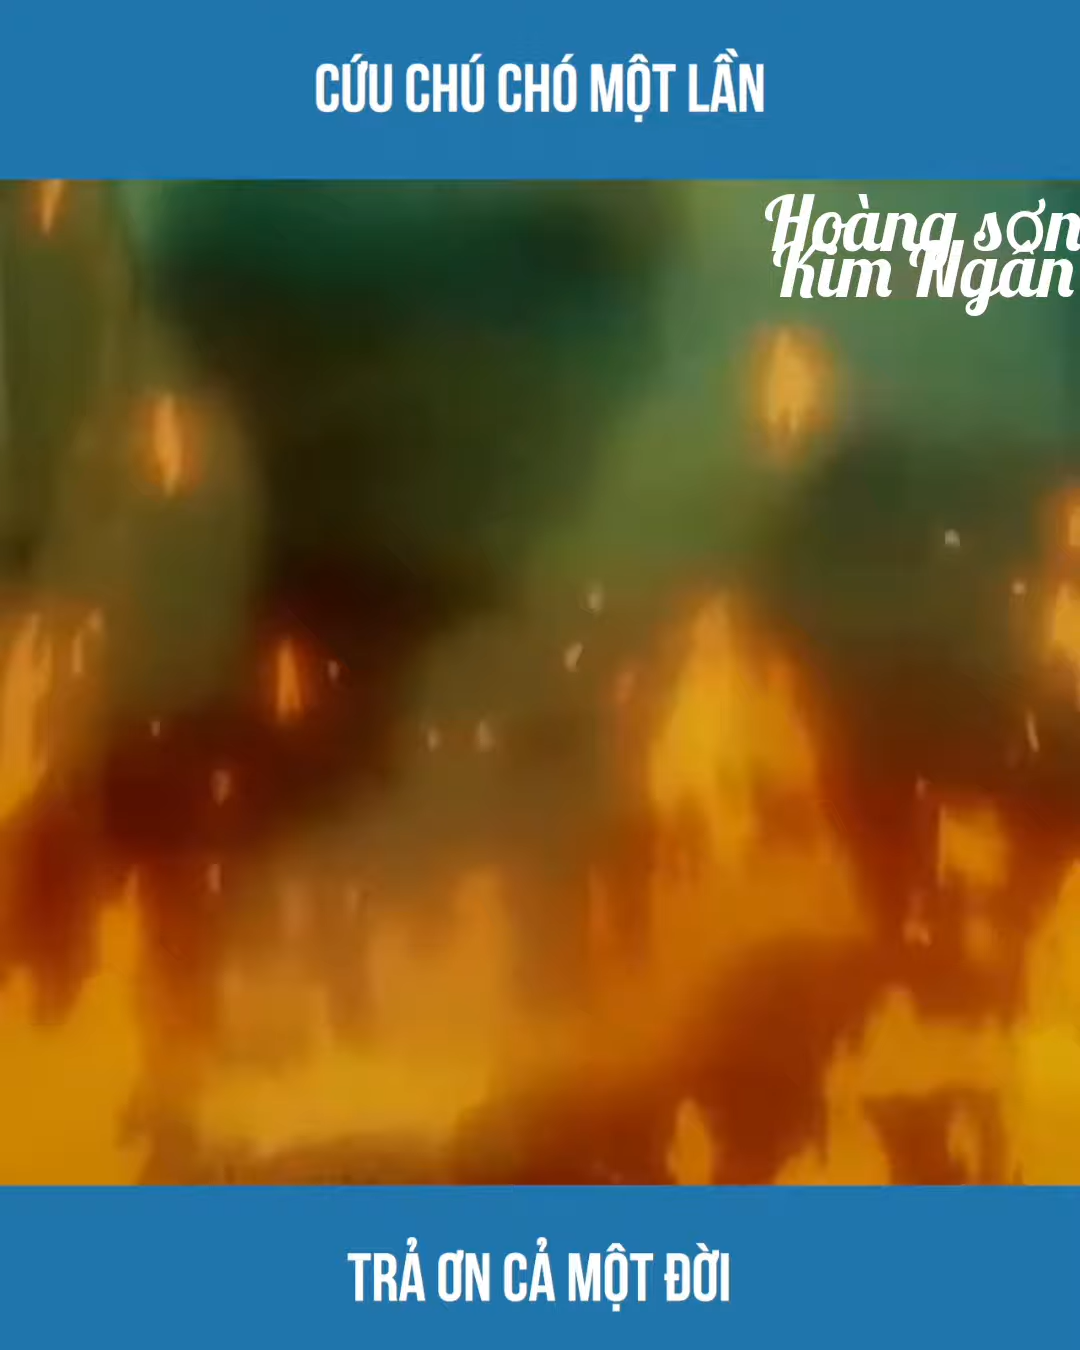 CỨU CHÚ CHÓ MỘT LẦN
Hoàng sơn
Kim Ngân
TRẢ ƠN CẢ MỘT ĐỜI